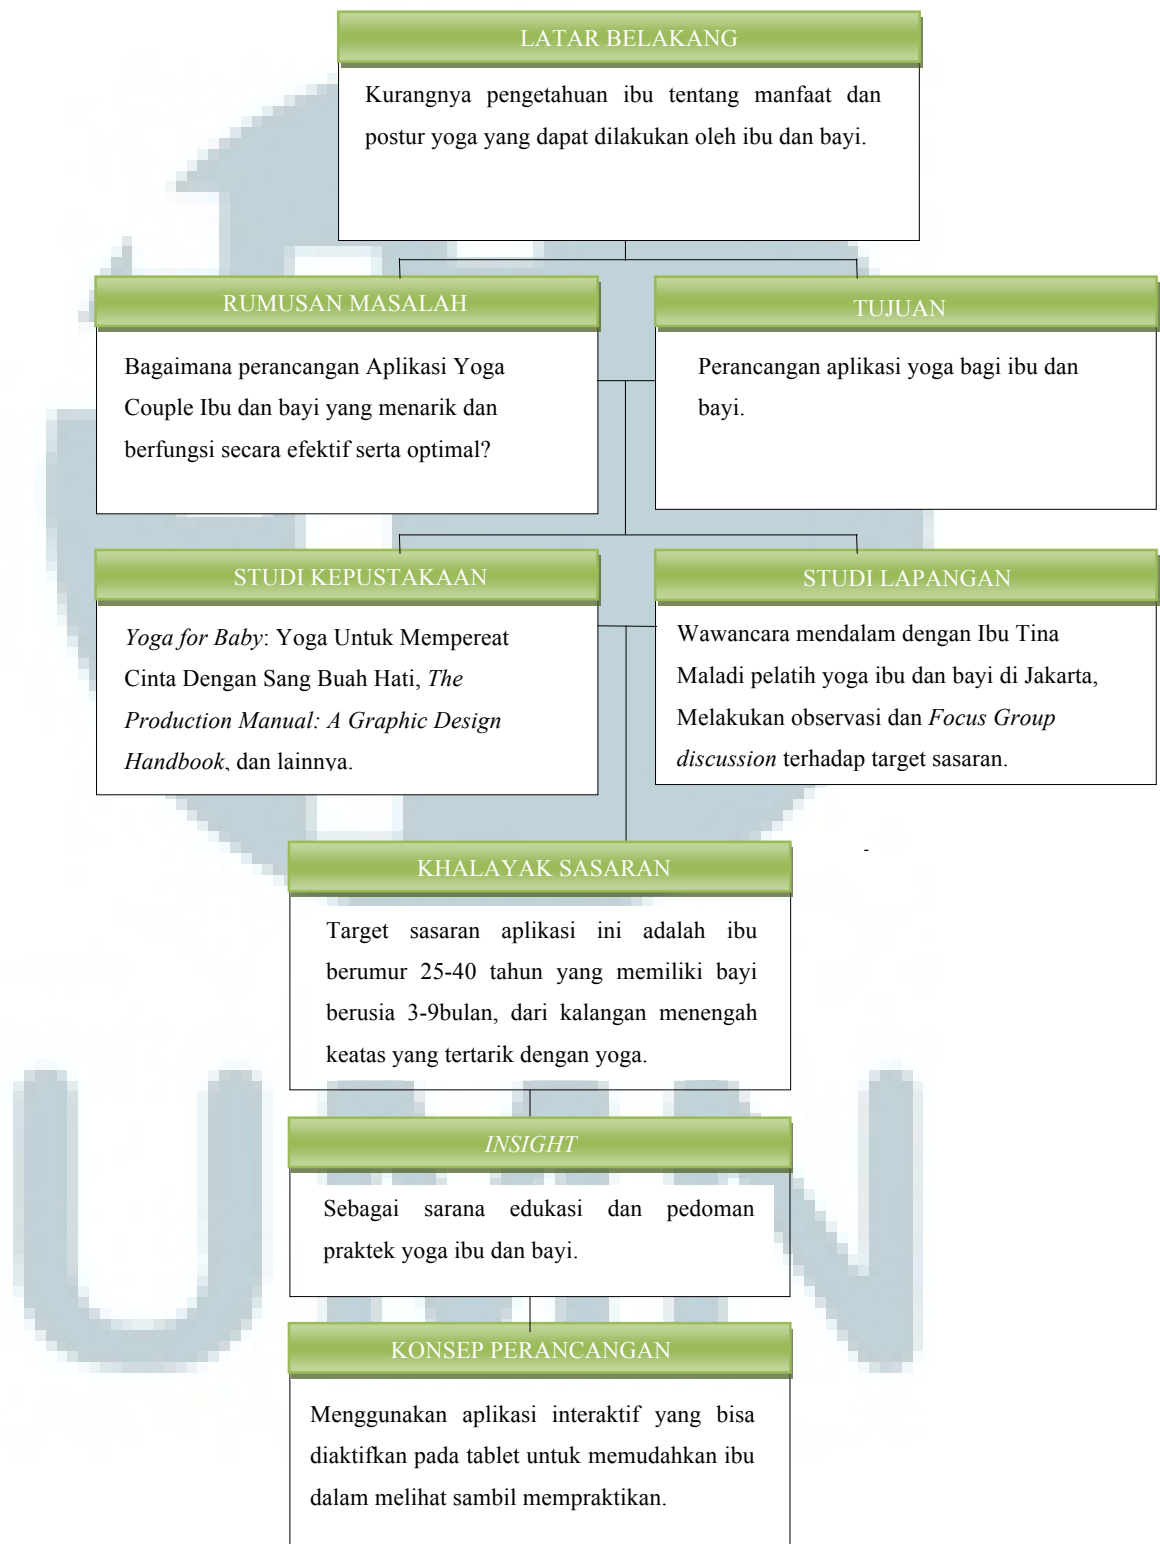 LATAR BELAKANG
Kurangnya pengetahuan ibu tentang manfaat dan
postur yoga yang dapat dilakukan oleh ibu dan bayi.
RUMUSAN MASALAH
Bagaimana perancangan Aplikasi Yoga
Couple Ibu dan bayi yang menarik dan
berfungsi secara efektif serta optimal?
TUJUAN
Perancangan aplikasi yoga bagi ibu dan
bayi.
STUDI KEPUSTAKAAN
Yoga for Baby: Yoga Untuk Mempereat
Cinta Dengan Sang Buah Hati, The
Production Manual: A Graphic Design
Handbook, dan lainnya.
STUDI LAPANGAN
Wawancara mendalam dengan Ibu Tina
Maladi pelatih yoga ibu dan bayi di Jakarta,
Melakukan observasi dan Focus Group
discussion terhadap target sasaran.
-
KHALAYAK SASARAN
Target sasaran aplikasi ini adalah ibu
berumur 25-40 tahun yang memiliki bayi
berusia 3-9bulan, dari kalangan menengah
keatas yang tertarik dengan yoga.
INSIGHT
Sebagai sarana edukasi dan pedoman
praktek yoga ibu dan bayi.
KONSEP PERANCANGAN
Menggunakan aplikasi interaktif yang bisa
diaktifkan pada tablet untuk memudahkan ibu
dalam melihat sambil mempraktikan.
UMN